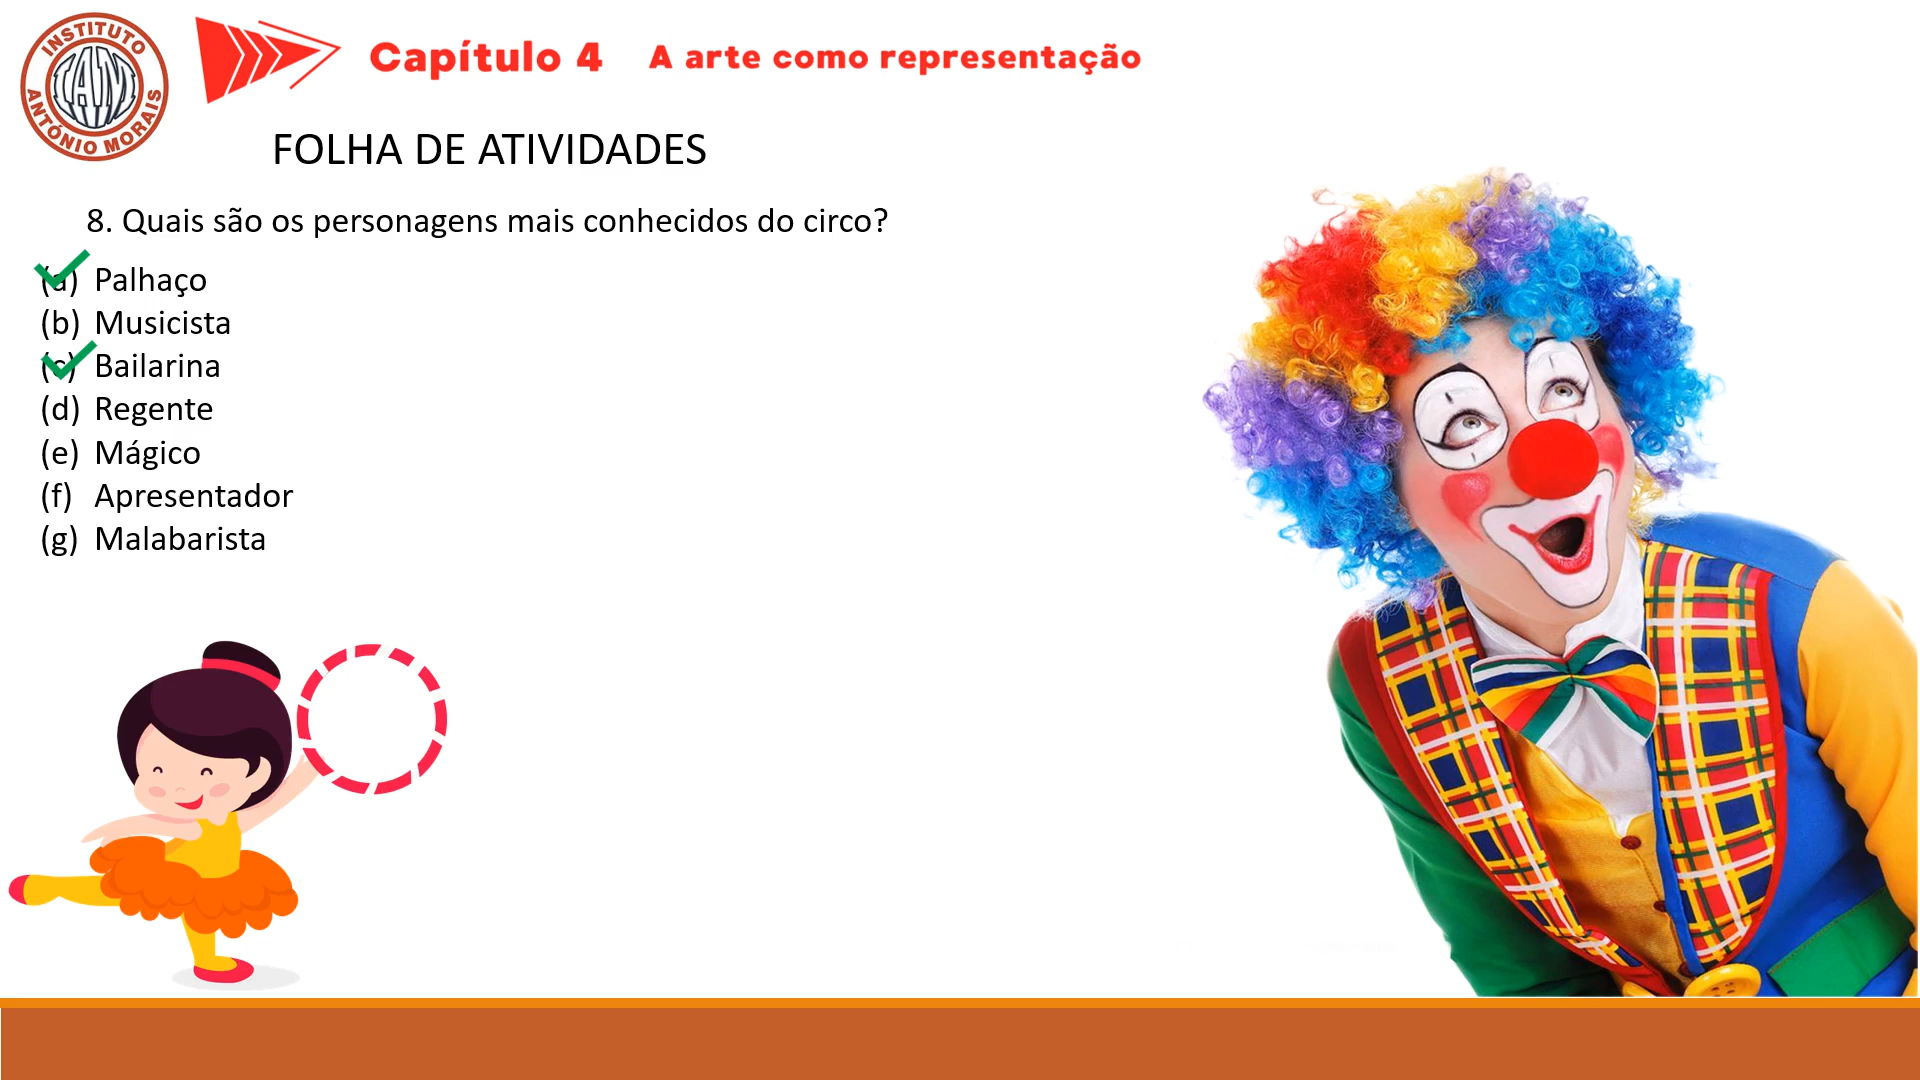 INSTITUTO
IAM
ANTÓNIO MORAIS
Capítulo 4 A arte como representação
FOLHA DE ATIVIDADES
8. Quais são os personagens mais conhecidos do circo?
(a) Palhaço
(b) Musicista
(c) Bailarina
(d) Regente
(e) Mágico
(f) Apresentador
(g) Malabarista